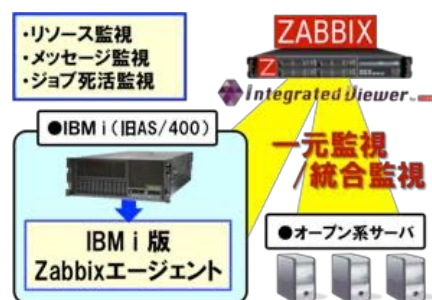 ・リソース監視
・メッセージ監視
・ジョブ死活監視
ZABBIX
Z
Integrated Viewer
●IBM i(旧AS/400)
一元監視
/統合監視
IBM i 版
Zabbixエージェント
●オープン系サーバ